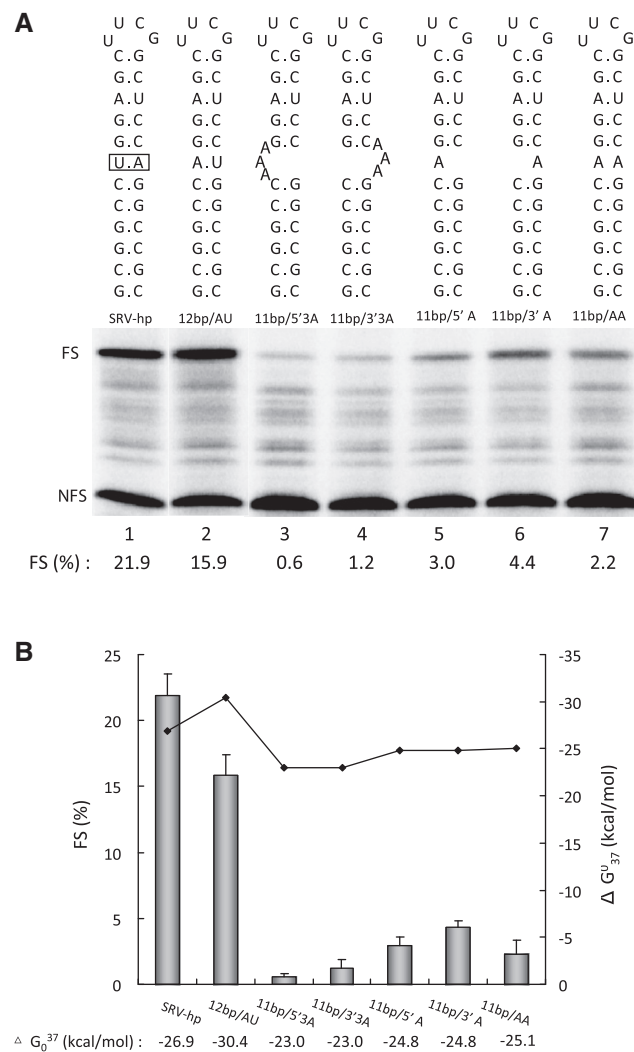 A
U C U C U C U C U C U C U C
U G U G U G U G U G U G U G
C.G C.G C.G C.G C.G C.G C.G
G.C G.C G.C G.C G.C G.C G.C
A.U A.U A.U A.U A.U A.U A.U
G.C G.C G.C G.C G.C G.C G.C
G.C G.C A G.C G.C A G.C G.C G.C
U.A A.U A A A A A A
C.G C.G A C.G C.G A C.G C.G C.G
C.G C.G C.G C.G C.G C.G C.G
G.C G.C G.C G.C G.C G.C G.C
G.C G.C G.C G.C G.C G.C G.C
C.G C.G C.G C.G C.G C.G C.G
G.C G.C G.C G.C G.C G.C G.C
SRV-hp 12bp/AU 11bp/5'3A 11bp/3'3A 11bp/5' A 11bp/3' A 11bp/AA
FS
NFS
1 2 3 4 5 6 7
FS (%) : 21.9 15.9 0.6 1.2 3.0 4.4 2.2
B
25 -35
-30
20
-25
15 -20
10 -15
-10
5
-5
0 0
FS (%)
Δ G⁰37 (kcal/mol)
SRV-hp 12bp/AU 11bp/5'3A 11bp/3'3A 11bp/5' A 11bp/3' A 11bp/AA
△ G0³⁷ (kcal/mol) : -26.9 -30.4 -23.0 -23.0 -24.8 -24.8 -25.1